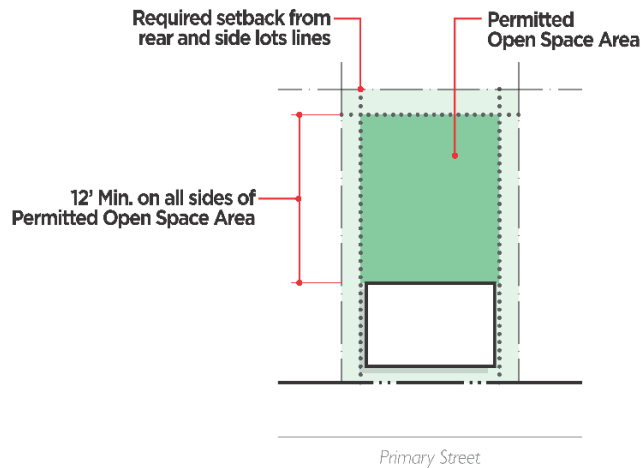 Required setback from
rear and side lots lines
Permitted
Open Space Area
12' Min. on all sides of
Permitted Open Space Area
Primary Street